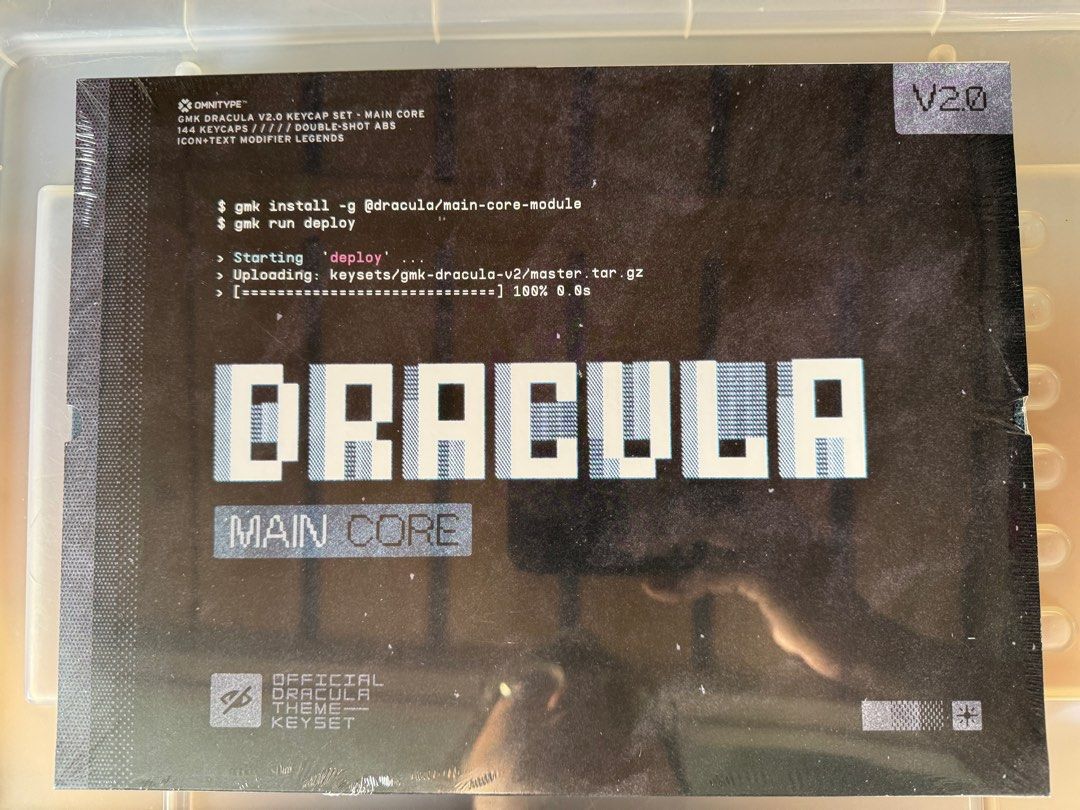 OMNITYPE™
GMK DRACULA V2.0 KEYCAP SET - MAIN CORE
144 KEYCAPS ///// DOUBLE-SHOT ABS
ICON+TEXT MODIFIER LEGENDS
V2.0
$ gmk install -g @dracula/main-core-module
$ gmk run deploy
> Starting 'deploy' ...
> Uploading: keysets/gmk-dracula-v2/master.tar.gz
> [=============================] 100% 0.0s
DRACULA
MAIN CORE
OFFICIAL
DRACULA
THEME—
KEYSET